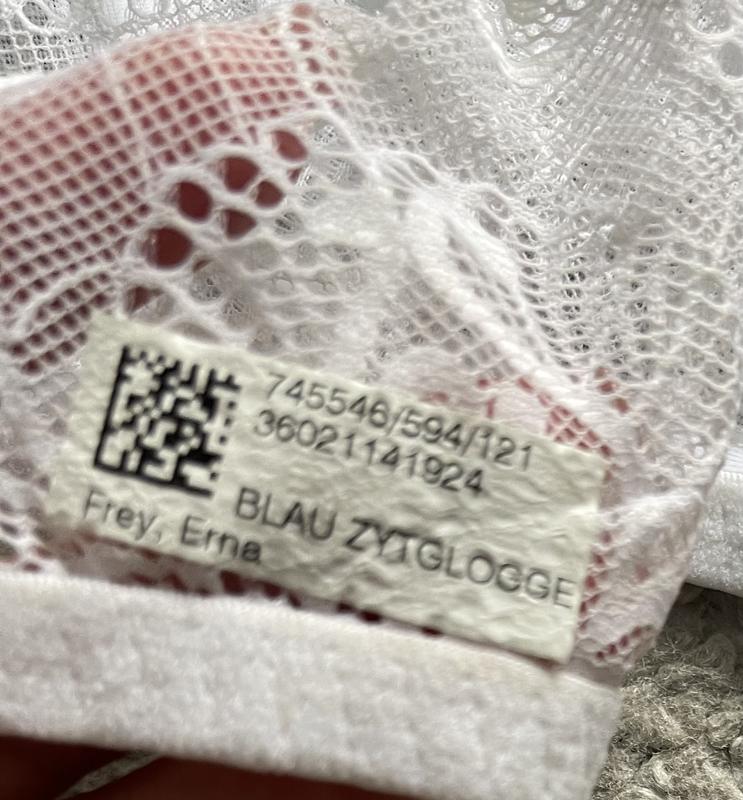 745546/594/121
36021141924
BLAU ZYTGLOGGE
Frey, Erna